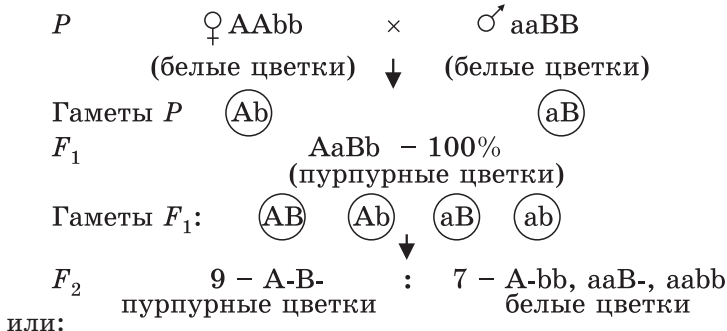 P ♀ AAbb × ♂ aaBB
(белые цветки) (белые цветки)
Гаметы P Ab aB
F₁ AaBb – 100%
(пурпурные цветки)
Гаметы F₁: AB Ab aB ab
F₂ 9 – A-B- : 7 – A-bb, aaB-, aabb
пурпурные цветки белые цветки
или: